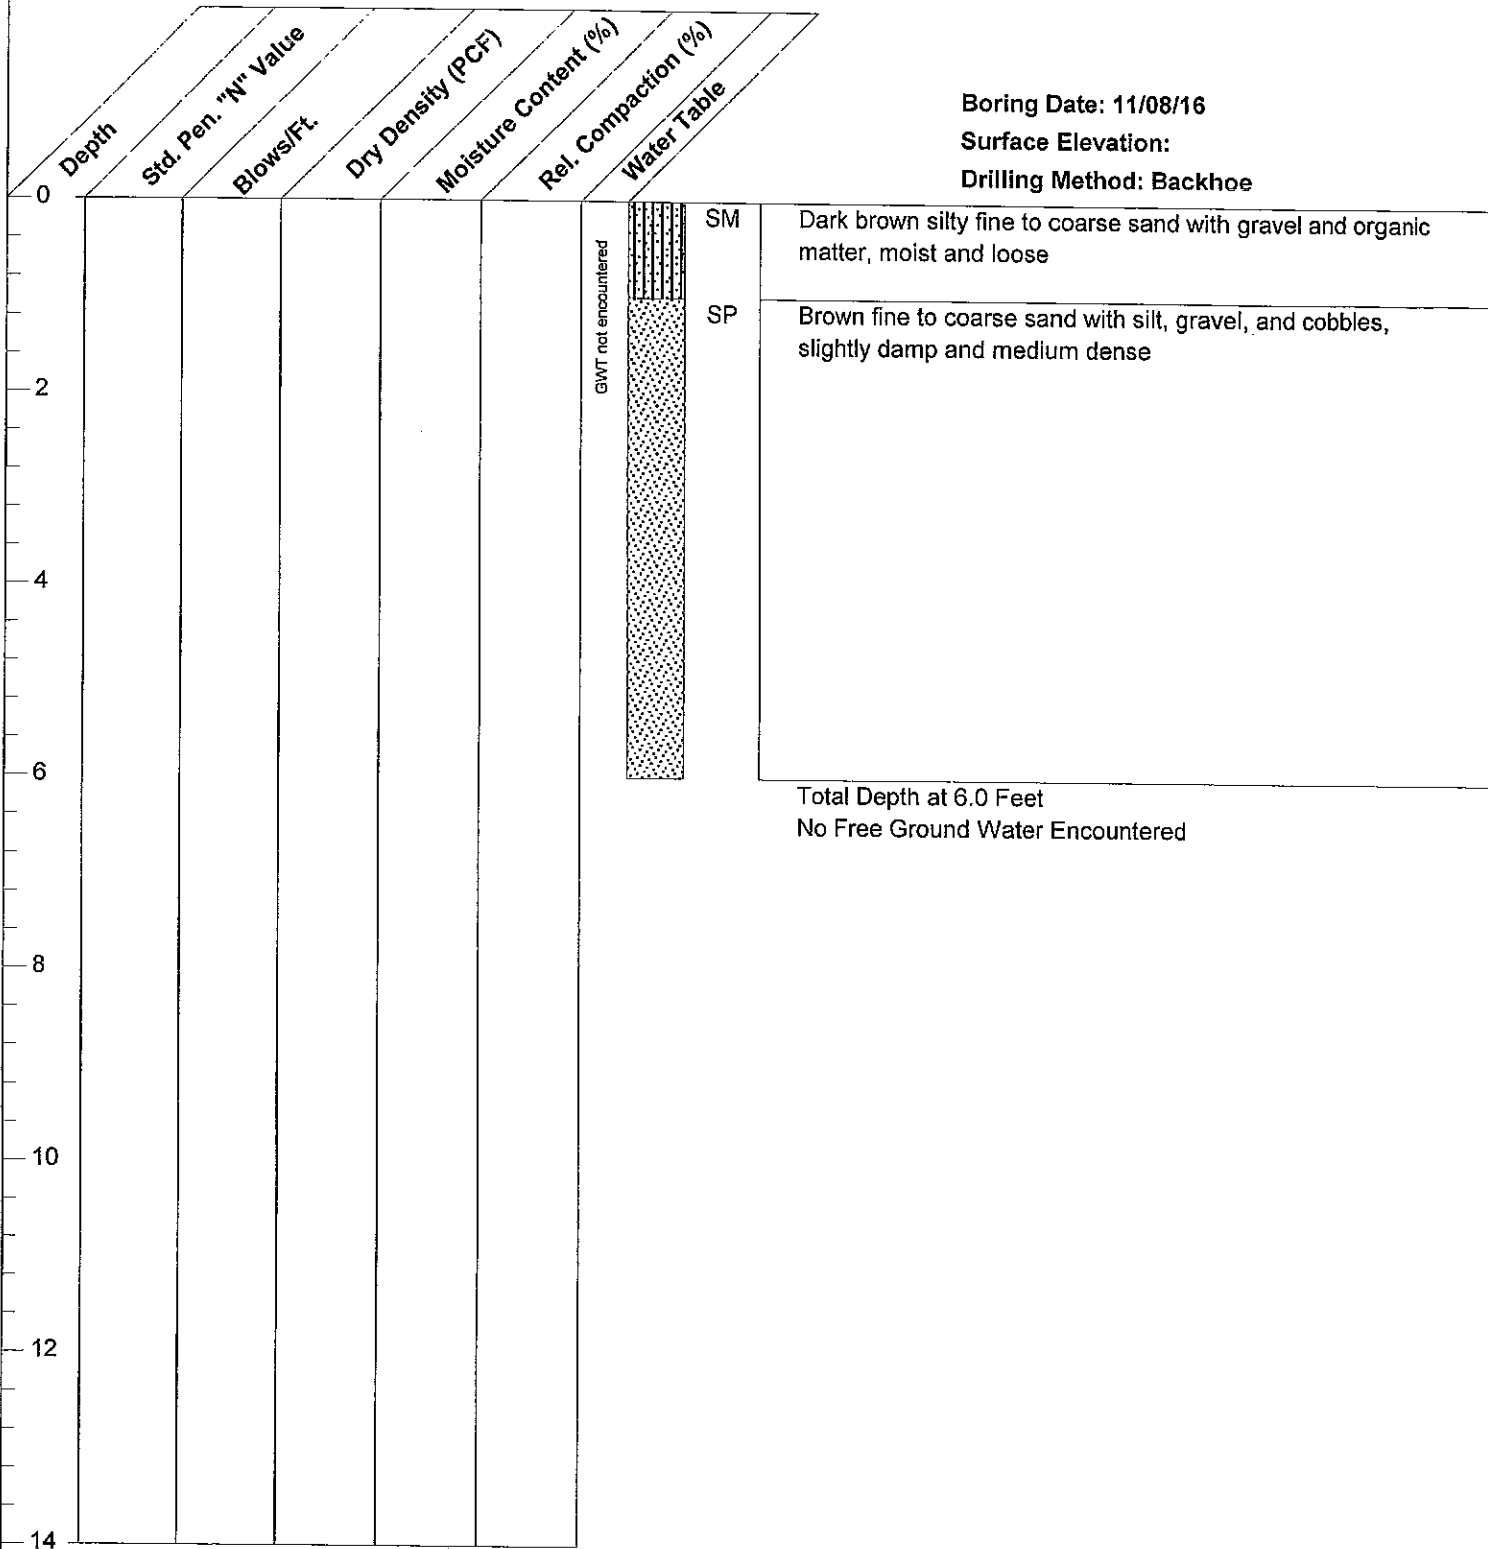 Depth
Std. Pen. "N" Value
Blows/Ft.
Dry Density (PCF)
Moisture Content (%)
Rel. Compaction (%)
Water Table
Boring Date: 11/08/16
Surface Elevation:
Drilling Method: Backhoe
0
GWT not encountered
SM
Dark brown silty fine to coarse sand with gravel and organic
matter, moist and loose
SP
Brown fine to coarse sand with silt, gravel, and cobbles,
slightly damp and medium dense
2
4
6
Total Depth at 6.0 Feet
No Free Ground Water Encountered
8
10
12
14